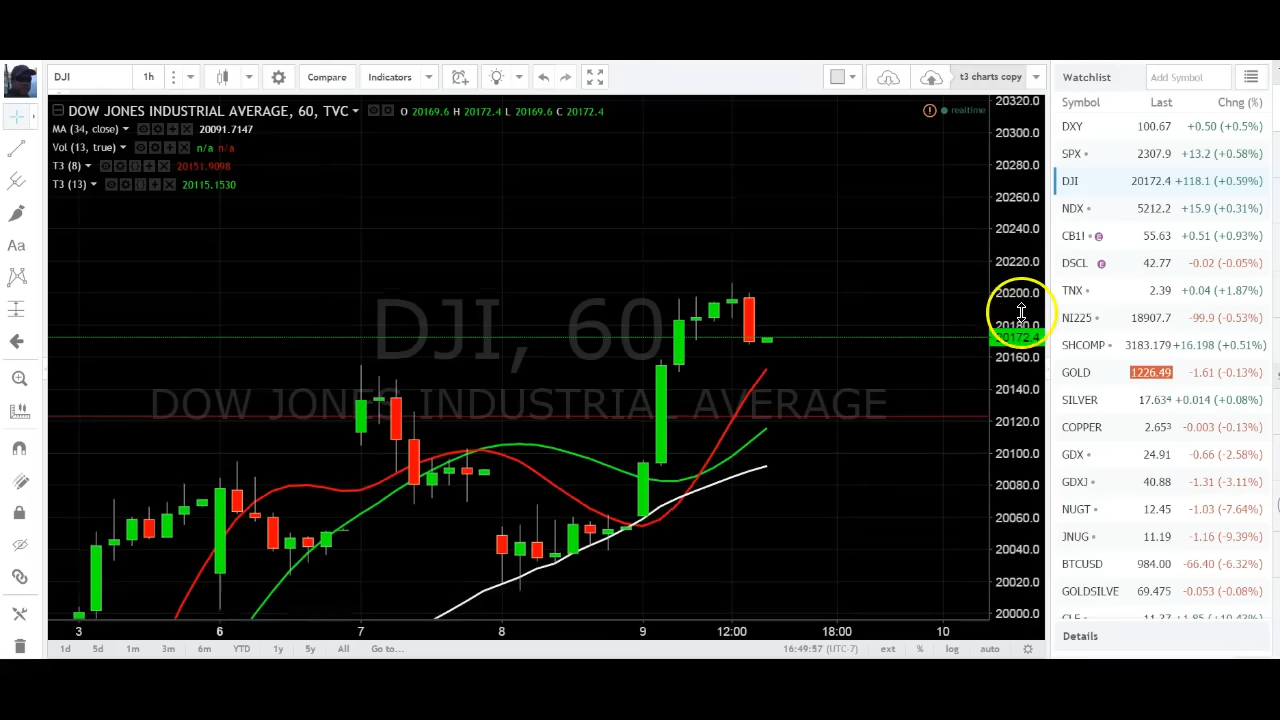 DJI 1h Compare Indicators t3 charts copy
DOW JONES INDUSTRIAL AVERAGE, 60, TVC O 20169.6 H 20172.4 L 20169.6 C 20172.4 realtime
MA (34, close) 20091.7147
Vol (13, true) n/a n/a
T3 (8) 20151.9098
T3 (13) 20115.1530
DJI, 60
DOW JONES INDUSTRIAL AVERAGE
20320.0
20300.0
20280.0
20260.0
20240.0
20220.0
20200.0
20180.0
20172.4
20160.0
20140.0
20120.0
20100.0
20080.0
20060.0
20040.0
20020.0
20000.0
3 6 7 8 9 12:00 18:00 10
1d 5d 1m 3m 6m YTD 1y 5y All Go to... 16:49:57 (UTC-7) ext % log auto
Aa
Watchlist Add Symbol
Symbol Last Chng (%)
DXY 100.67 +0.50 (+0.5%)
SPX 2307.9 +13.2 (+0.58%)
DJI 20172.4 +118.1 (+0.59%)
NDX 5212.2 +15.9 (+0.31%)
CB1! E 55.63 +0.51 (+0.93%)
DSCL E 42.77 -0.02 (-0.05%)
TNX 2.39 +0.04 (+1.87%)
NI225 18907.7 -99.9 (-0.53%)
SHCOMP 3183.179 +16.198 (+0.51%)
GOLD 1226.49 -1.61 (-0.13%)
SILVER 17.634 +0.014 (+0.08%)
COPPER 2.653 -0.003 (-0.13%)
GDX 24.91 -0.66 (-2.58%)
GDXJ 40.88 -1.31 (-3.11%)
NUGT 12.45 -1.03 (-7.64%)
JNUG 11.19 -1.16 (-9.39%)
BTCUSD 984.00 -66.40 (-6.32%)
GOLDSILVE 69.475 -0.053 (-0.08%)
Details